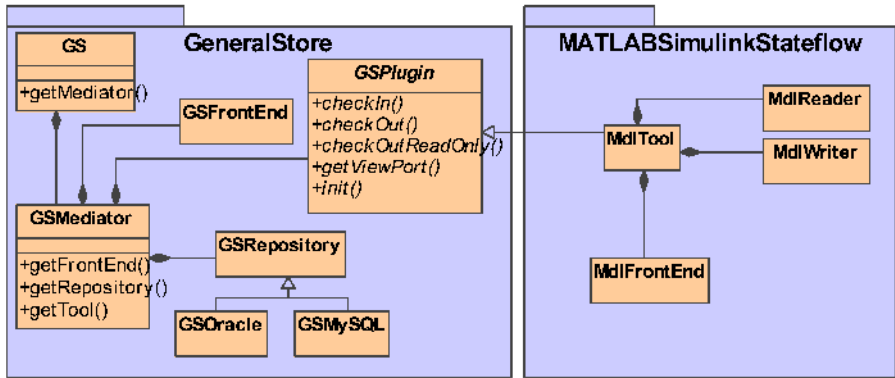 GeneralStore
GS
+getMediator()
GSFrontEnd
GSPlugin
+checkIn()
+checkOut()
+checkOutReadOnly()
+getViewPort()
+init()
GSMediator
+getFrontEnd()
+getRepository()
+getTool()
GSRepository
GSOracle
GSMySQL
MATLABSimulinkStateflow
MdlReader
MdlTool
MdlWriter
MdlFrontEnd